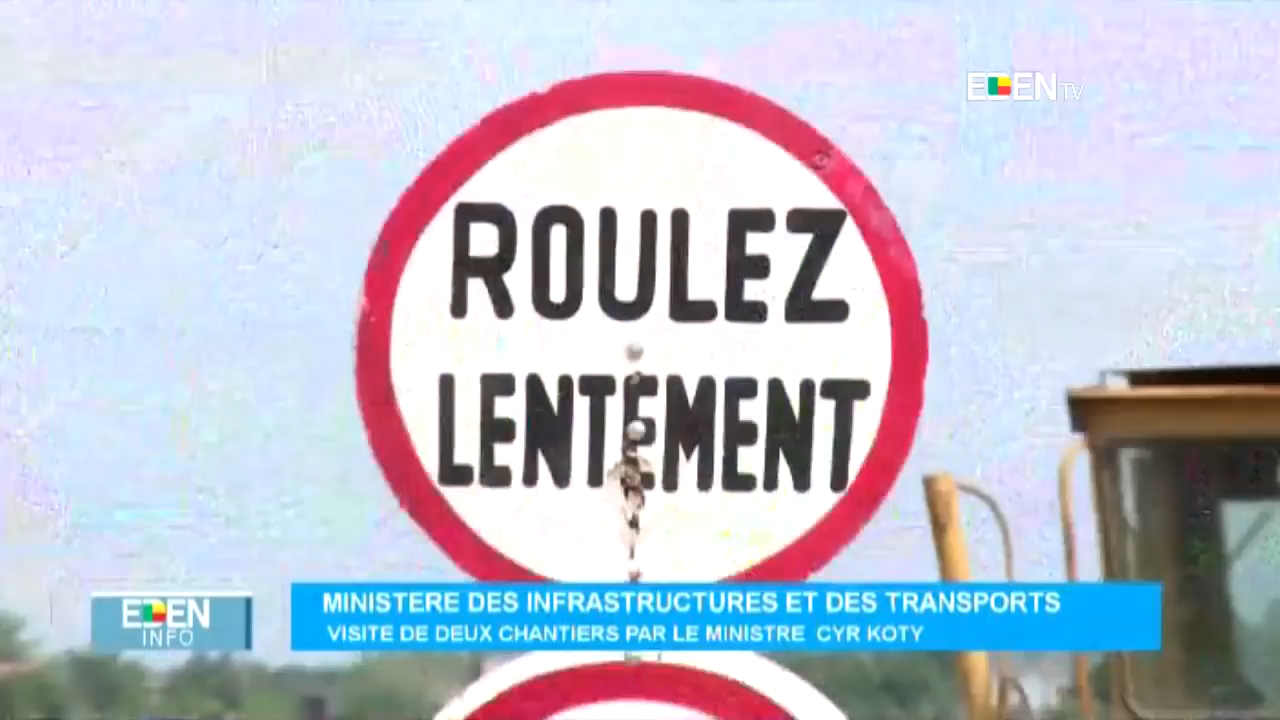 EDEN TV
ROULEZ
LENTEMENT
EDEN
INFO
MINISTERE DES INFRASTRUCTURES ET DES TRANSPORTS
VISITE DE DEUX CHANTIERS PAR LE MINISTRE CYR KOTY